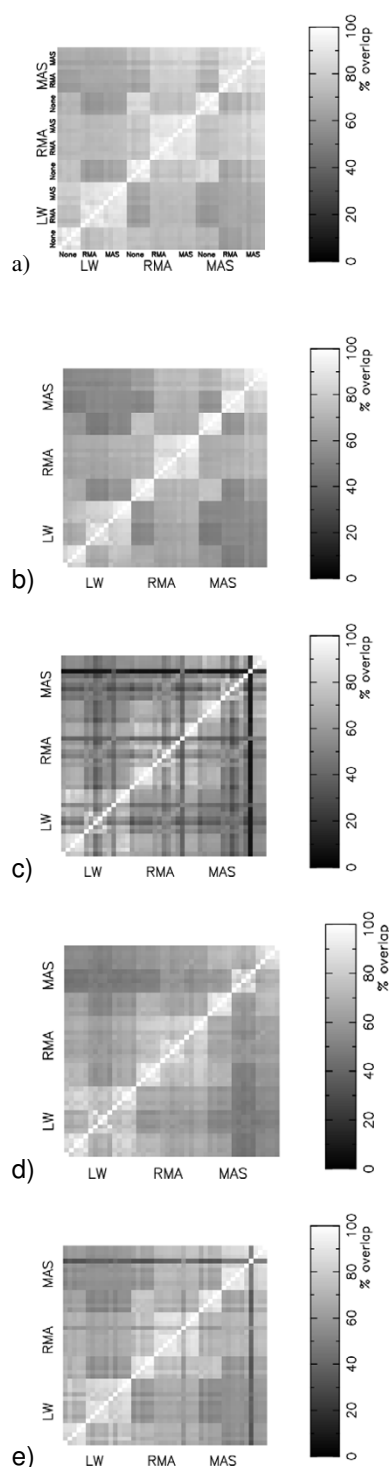 MAS
MAS
RMA
None
RMA
MAS
RMA
None
LW
MAS
RMA
None
None RMA MAS None RMA MAS None RMA MAS
LW RMA MAS
0 20 40 60 80 100
% overlap
a)
MAS
RMA
LW
LW RMA MAS
0 20 40 60 80 100
% overlap
b)
MAS
RMA
LW
LW RMA MAS
0 20 40 60 80 100
% overlap
c)
MAS
RMA
LW
LW RMA MAS
0 20 40 60 80 100
% overlap
d)
MAS
RMA
LW
LW RMA MAS
0 20 40 60 80 100
% overlap
e)